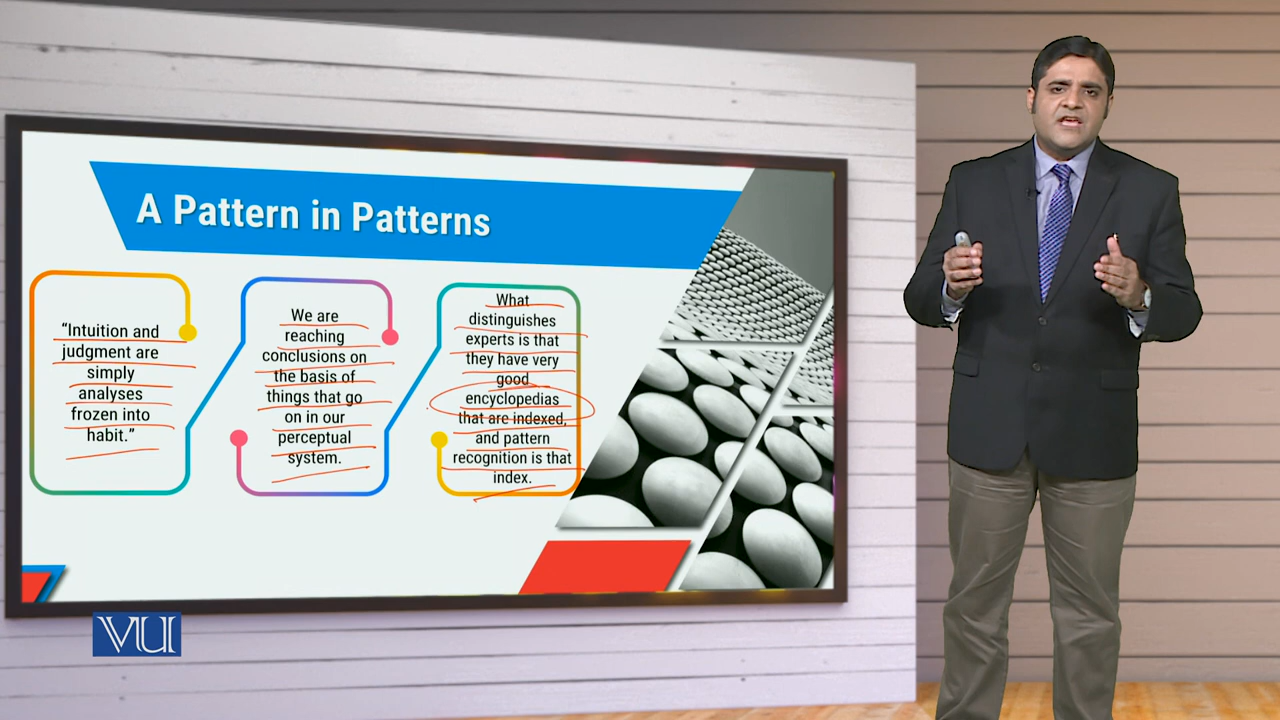 A Pattern in Patterns
“Intuition and
judgment are
simply
analyses
frozen into
habit.”
We are
reaching
conclusions on
the basis of
things that go
on in our
perceptual
system.
What
distinguishes
experts is that
they have very
good
encyclopedias
that are indexed,
and pattern
recognition is that
index.
VU